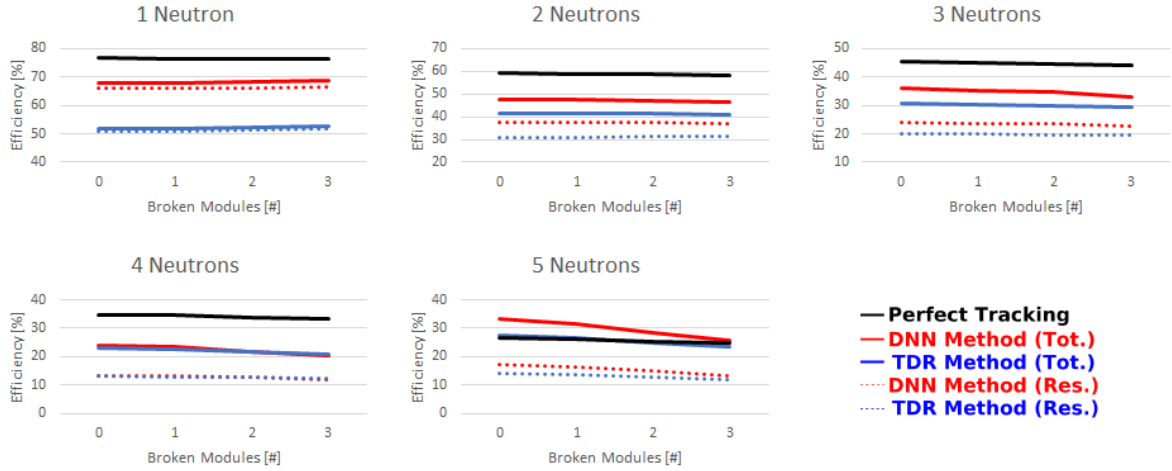 1 Neutron
Efficiency [%]
80
70
60
50
40
0 1 2 3
Broken Modules [#]
2 Neutrons
Efficiency [%]
70
60
50
40
30
20
0 1 2 3
Broken Modules [#]
3 Neutrons
Efficiency [%]
50
40
30
20
10
0 1 2 3
Broken Modules [#]
4 Neutrons
Efficiency [%]
40
30
20
10
0
0 1 2 3
Broken Modules [#]
5 Neutrons
Efficiency [%]
40
30
20
10
0
0 1 2 3
Broken Modules [#]
Perfect Tracking
DNN Method (Tot.)
TDR Method (Tot.)
DNN Method (Res.)
TDR Method (Res.)